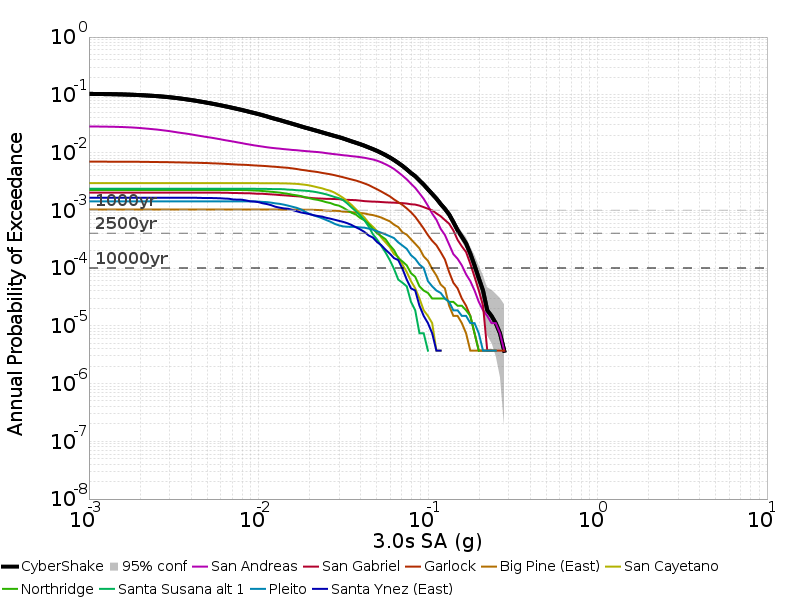 10^0
10^-1
10^-2
10^-3
10^-4
10^-5
10^-6
10^-7
10^-8
Annual Probability of Exceedance
1000yr
2500yr
10000yr
10^-3 10^-2 10^-1 10^0 10^1
3.0s SA (g)
CyberShake 95% conf San Andreas San Gabriel Garlock Big Pine (East) San Cayetano
Northridge Santa Susana alt 1 Pleito Santa Ynez (East)